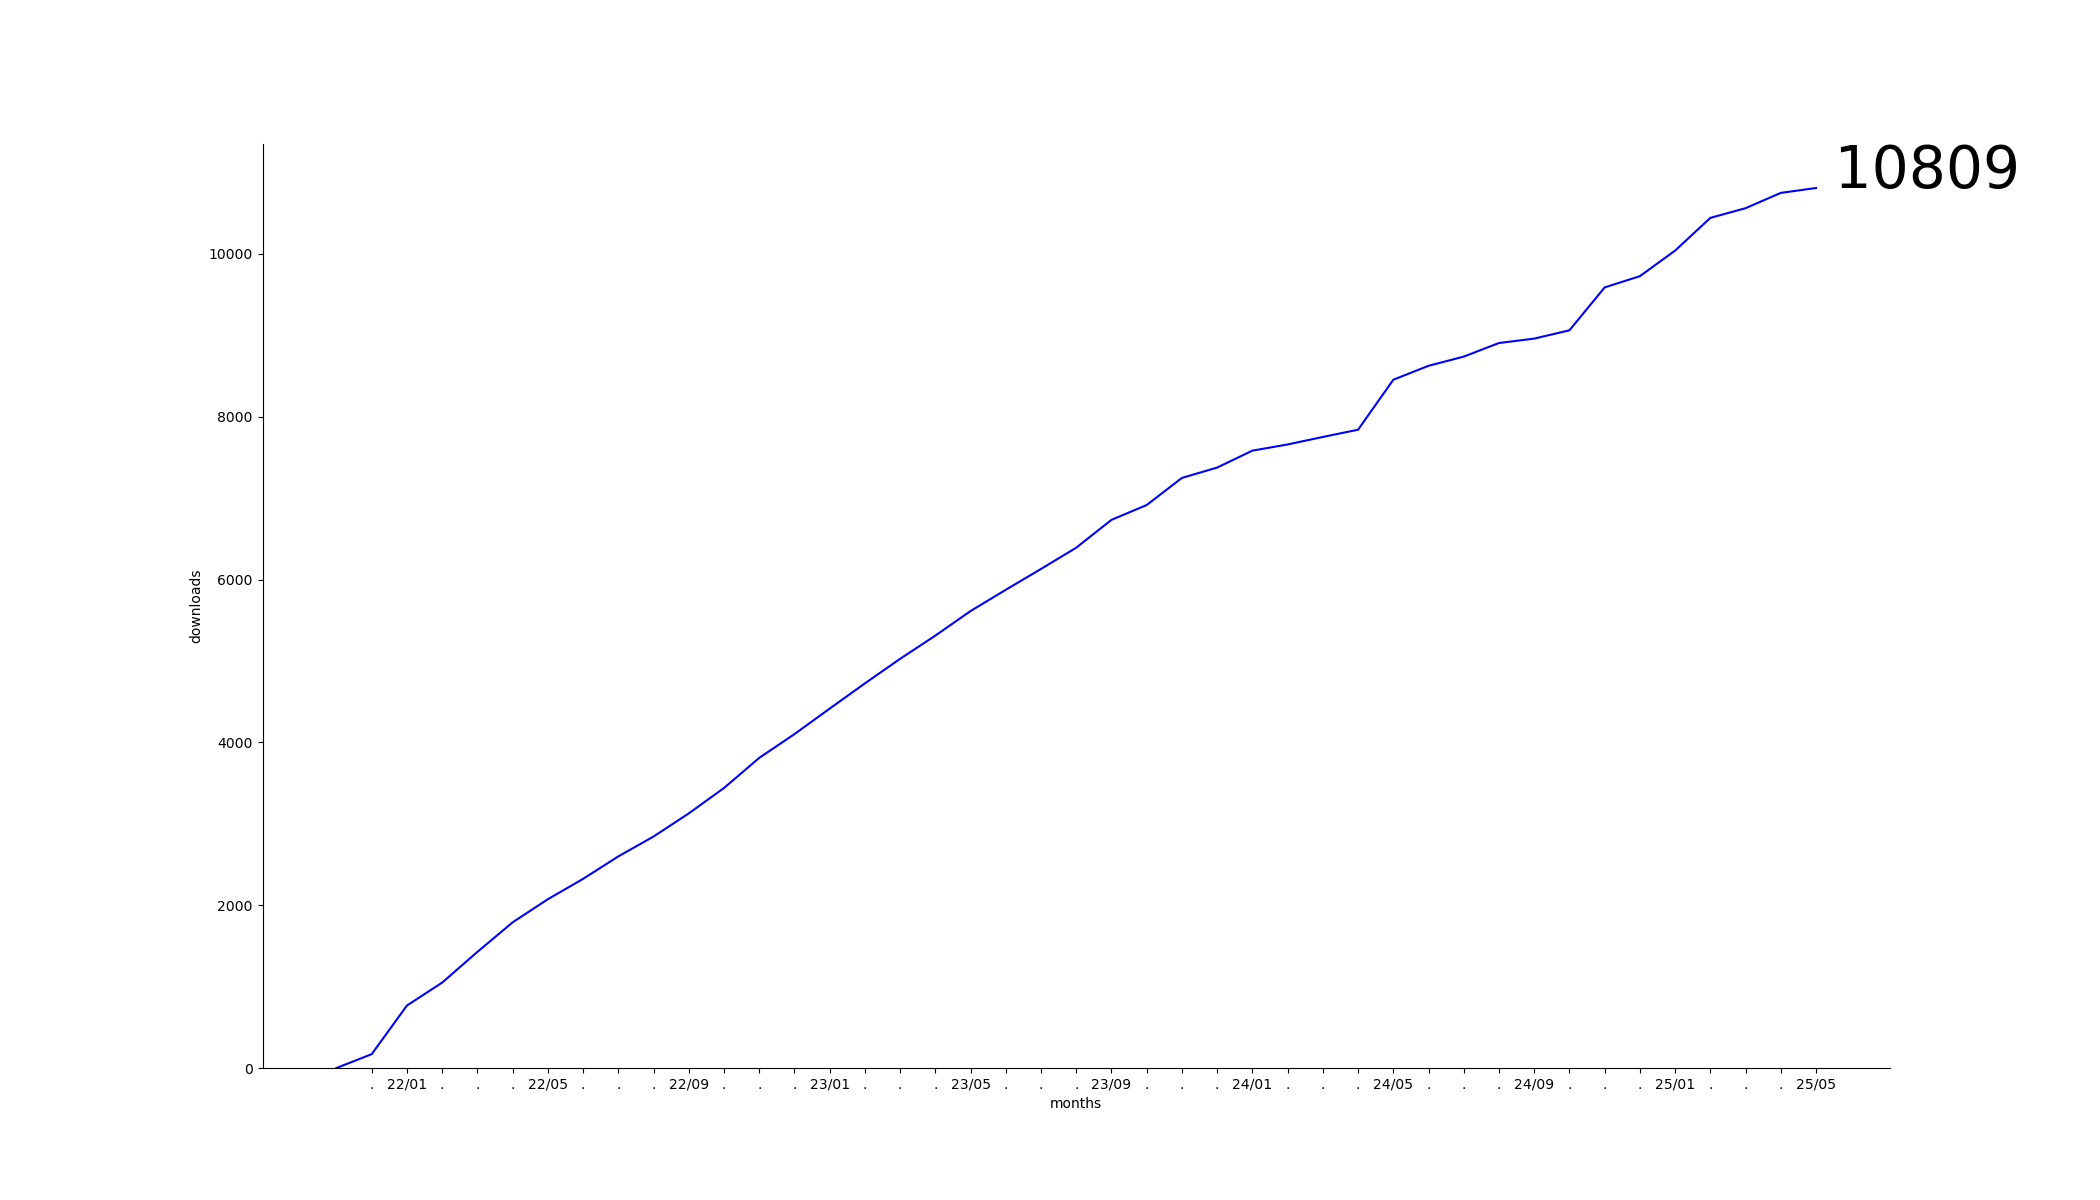 10809
10000
8000
6000
4000
2000
0
downloads
. 22/01 . . . 22/05 . . . 22/09 . . . 23/01 . . . 23/05 . . . 23/09 . . . 24/01 . . . 24/05 . . . 24/09 . . . 25/01 . . . 25/05
months